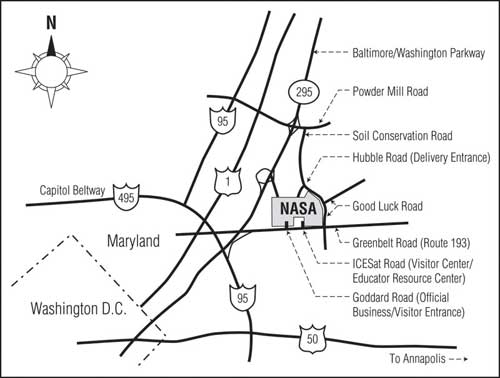 N
Baltimore/Washington Parkway
295
Powder Mill Road
95
Soil Conservation Road
Hubble Road (Delivery Entrance)
1
Capitol Beltway
495
NASA
Good Luck Road
Maryland
Greenbelt Road (Route 193)
ICESat Road (Visitor Center/
Educator Resource Center)
95
Goddard Road (Official
Business/Visitor Entrance)
Washington D.C.
50
To Annapolis